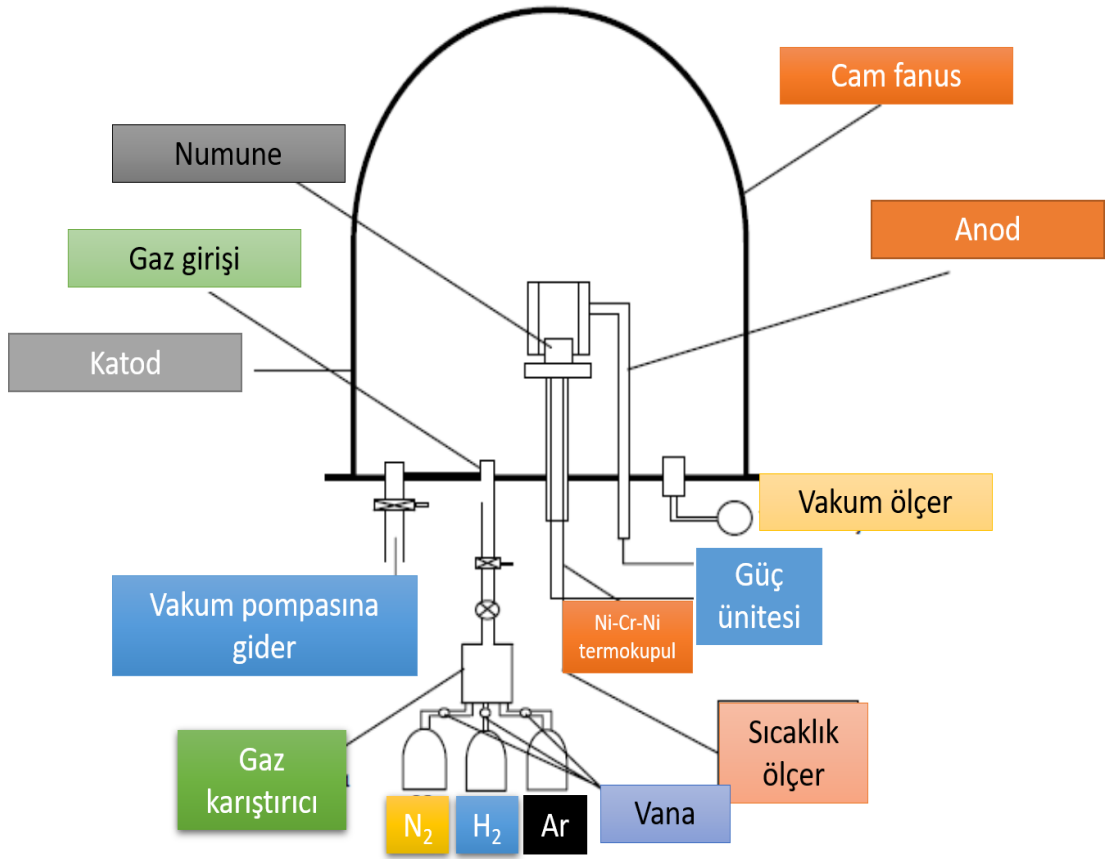 Cam fanus
Numune
Anod
Gaz girişi
Katod
Vakum ölçer
Vakum pompasına
gider
Ni-Cr-Ni
termokupul
Güç
ünitesi
Gaz
karıştırıcı
Sıcaklık
ölçer
Vana
N₂
H₂
Ar